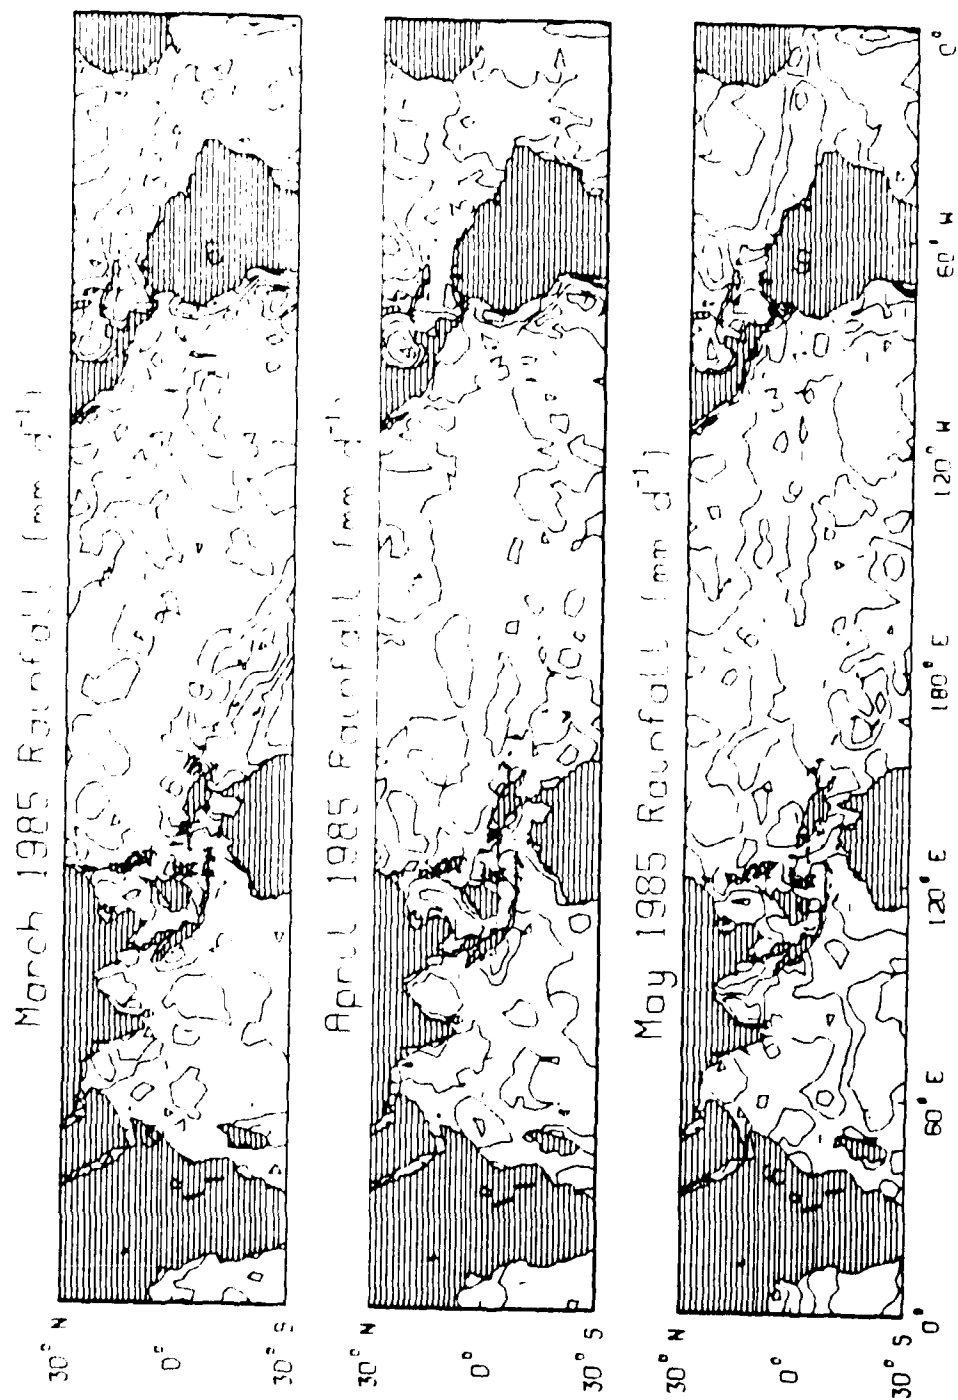 March 1985 Rainfall (mm d⁻¹)
30° N
0°
30° S
April 1985 Rainfall (mm d⁻¹)
30° N
0°
30° S
May 1985 Rainfall (mm d⁻¹)
30° N
0°
30° S
0°
60° E
120° E
180° E
120° W
60° W
0°